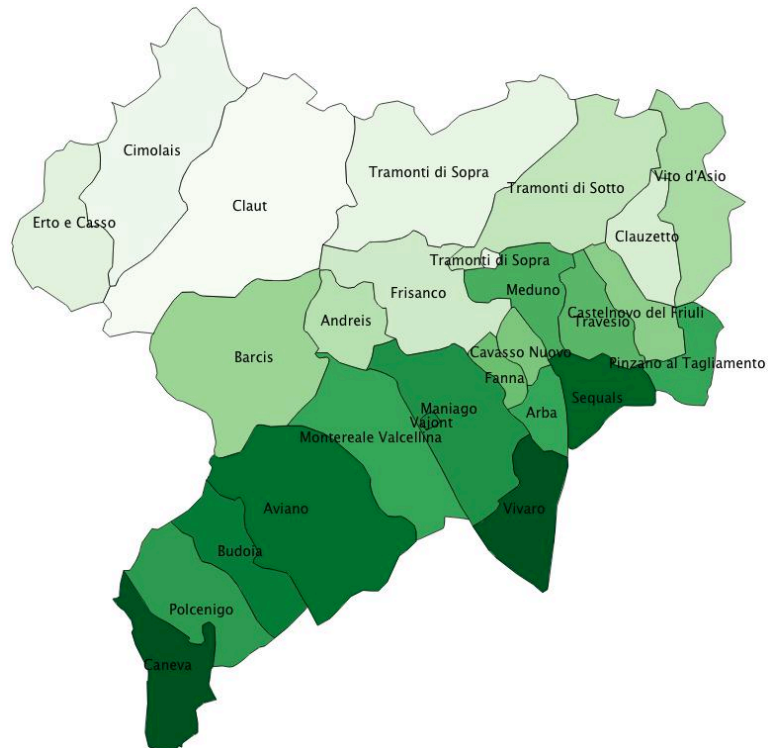 Cimolais
Tramonti di Sopra
Vito d'Asio
Tramonti di Sotto
Claut
Erto e Casso
Clauzetto
Tramonti di Sopra
Meduno
Frisanco
Castelnovo del Friuli
Andreis
Travesio
Cavasso Nuovo
Barcis
Pinzano al Tagliamento
Fanna
Sequals
Maniago
Arba
Vajont
Montereale Valcellina
Aviano
Vivaro
Budoia
Polcenigo
Caneva